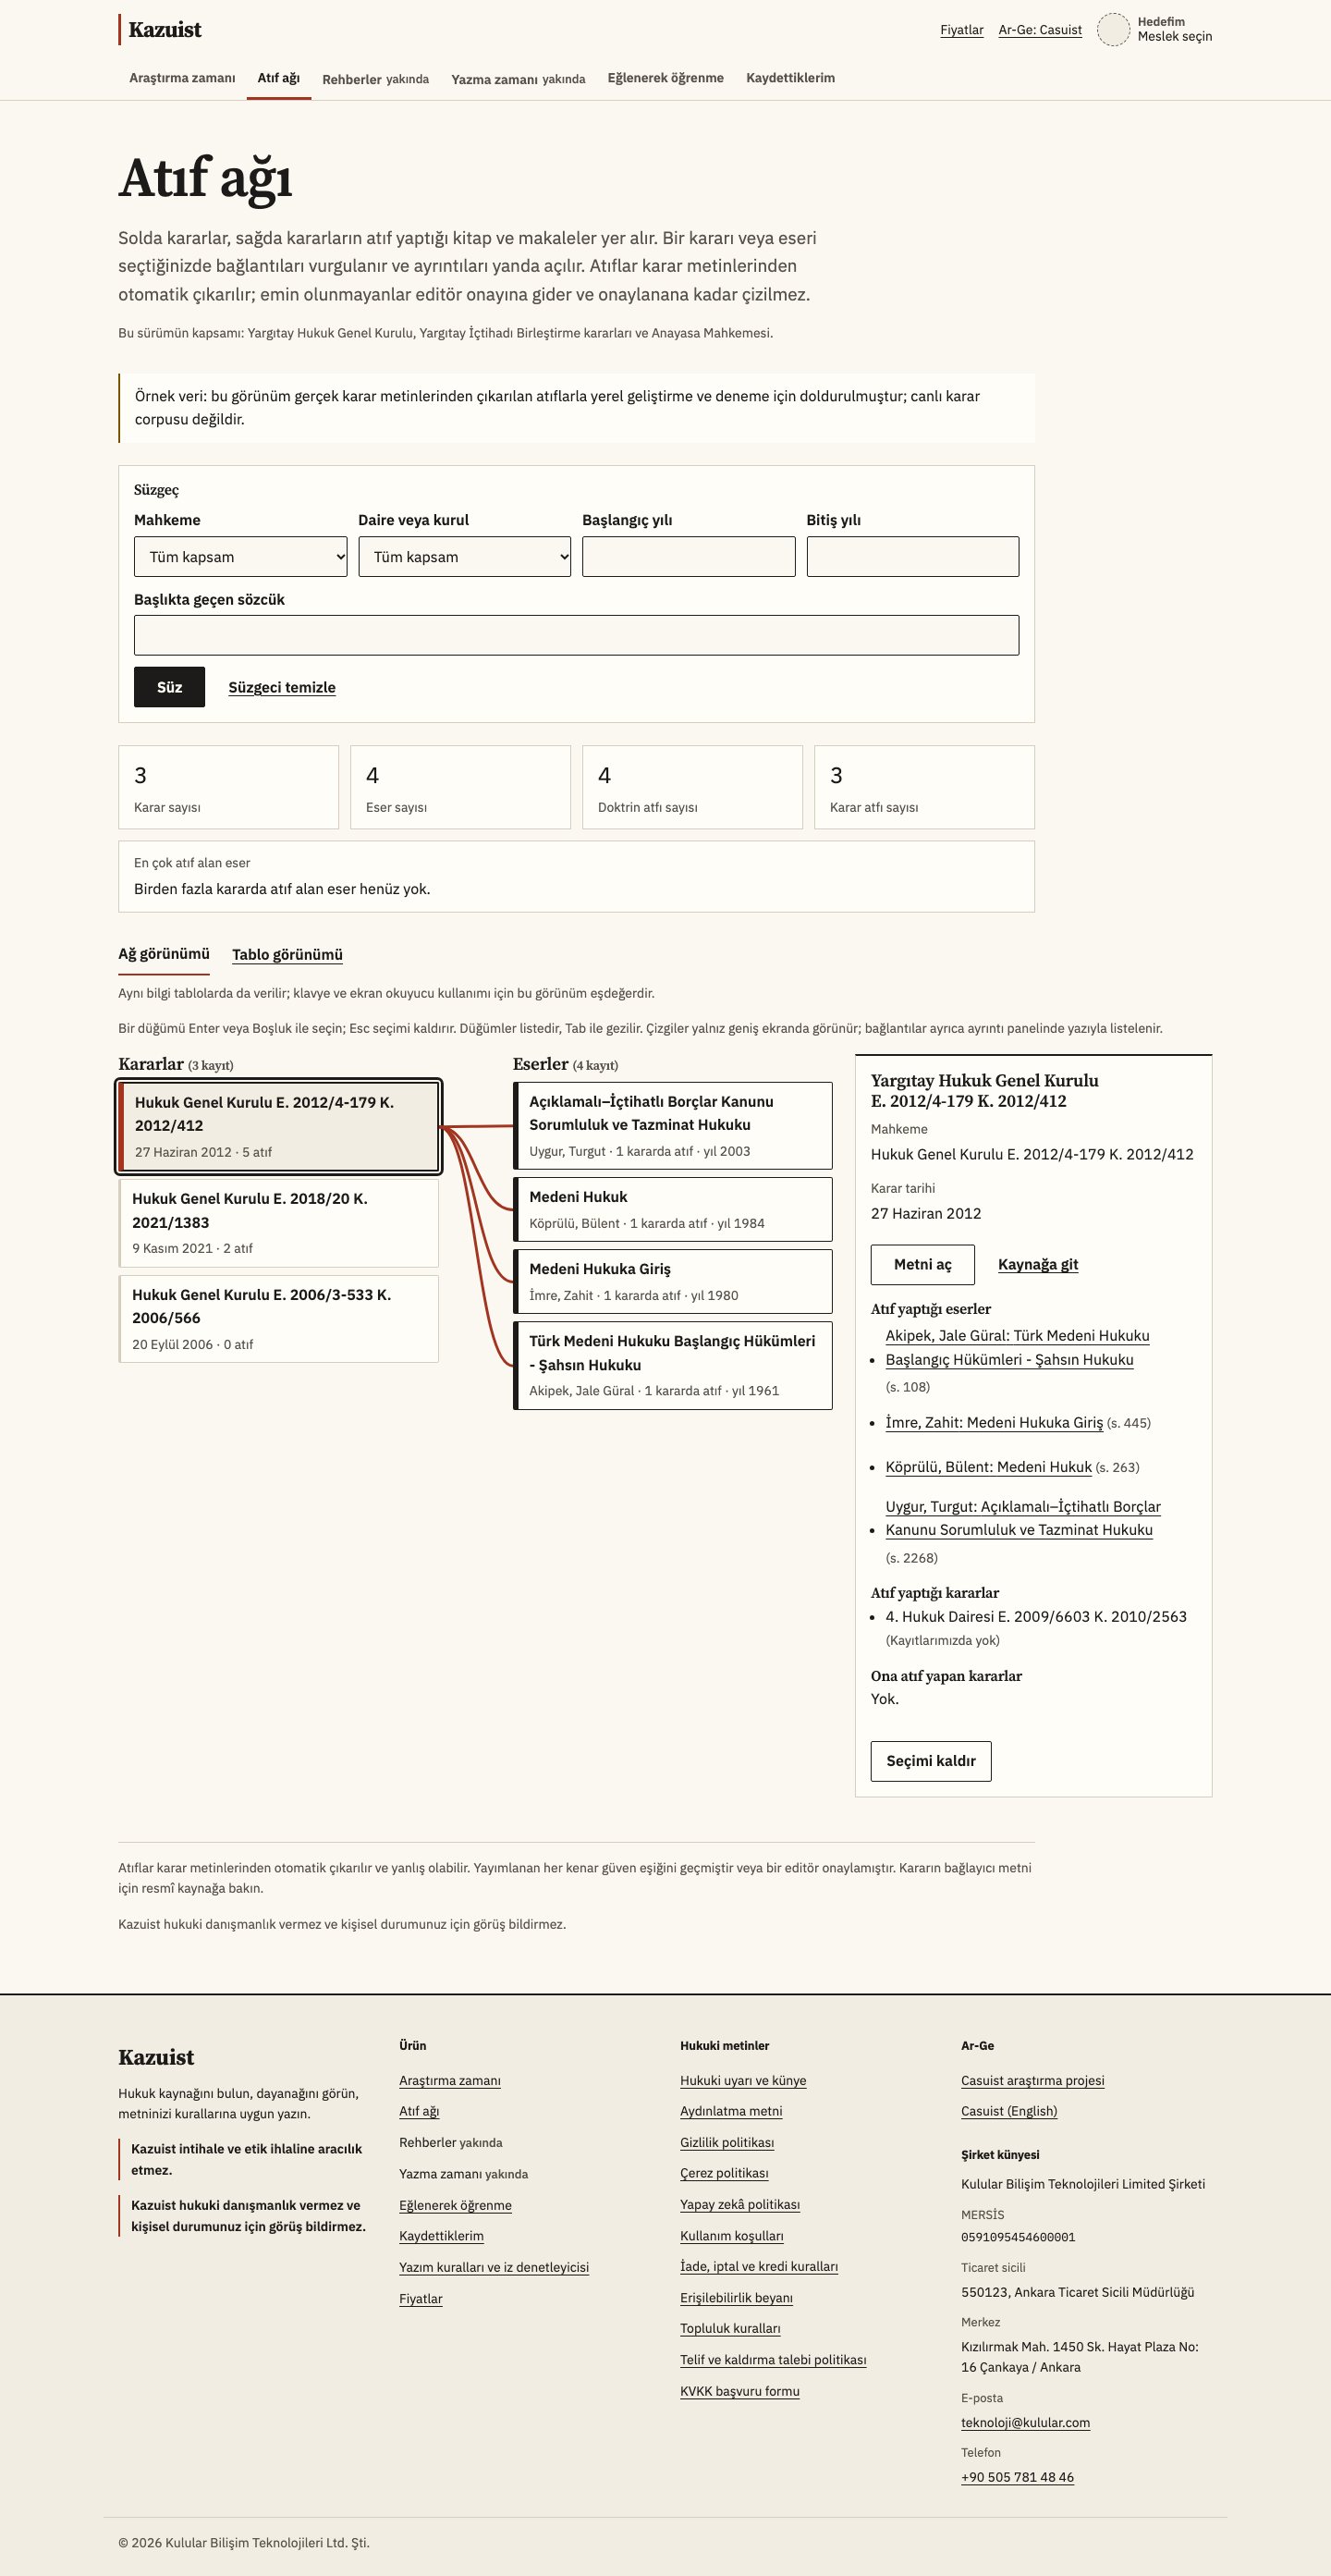 Kazuist
Fiyatlar
Ar-Ge: Casuist
Hedefim
Meslek seçin
Araştırma zamanı
Atıf ağı
Rehberler yakında
Yazma zamanı yakında
Eğlenerek öğrenme
Kaydettiklerim
Atıf ağı
Solda kararlar, sağda kararların atıf yaptığı kitap ve makaleler yer alır. Bir kararı veya eseri
seçtiğinizde bağlantıları vurgulanır ve ayrıntıları yanda açılır. Atıflar karar metinlerinden
otomatik çıkarılır; emin olunmayanlar editör onayına gider ve onaylanana kadar çizilmez.
Bu sürümün kapsamı: Yargıtay Hukuk Genel Kurulu, Yargıtay İçtihadı Birleştirme kararları ve Anayasa Mahkemesi.
Örnek veri: bu görünüm gerçek karar metinlerinden çıkarılan atıflarla yerel geliştirme ve deneme için doldurulmuştur; canlı karar
corpusu değildir.
Süzgeç
Mahkeme
Daire veya kurul
Başlangıç yılı
Bitiş yılı
Tüm kapsam
Tüm kapsam
Başlıkta geçen sözcük
Süz
Süzgeci temizle
3
Karar sayısı
4
Eser sayısı
4
Doktrin atfı sayısı
3
Karar atfı sayısı
En çok atıf alan eser
Birden fazla kararda atıf alan eser henüz yok.
Ağ görünümü
Tablo görünümü
Aynı bilgi tablolarda da verilir; klavye ve ekran okuyucu kullanımı için bu görünüm eşdeğerdir.
Bir düğümü Enter veya Boşluk ile seçin; Esc seçimi kaldırır. Düğümler listedir, Tab ile gezilir. Çizgiler yalnız geniş ekranda görünür; bağlantılar ayrıca ayrıntı panelinde yazıyla listelenir.
Kararlar (3 kayıt)
Hukuk Genel Kurulu E. 2012/4-179 K.
2012/412
27 Haziran 2012 · 5 atıf
Hukuk Genel Kurulu E. 2018/20 K.
2021/1383
9 Kasım 2021 · 2 atıf
Hukuk Genel Kurulu E. 2006/3-533 K.
2006/566
20 Eylül 2006 · 0 atıf
Eserler (4 kayıt)
Açıklamalı–İçtihatlı Borçlar Kanunu
Sorumluluk ve Tazminat Hukuku
Uygur, Turgut · 1 kararda atıf · yıl 2003
Medeni Hukuk
Köprülü, Bülent · 1 kararda atıf · yıl 1984
Medeni Hukuka Giriş
İmre, Zahit · 1 kararda atıf · yıl 1980
Türk Medeni Hukuku Başlangıç Hükümleri
- Şahsın Hukuku
Akipek, Jale Güral · 1 kararda atıf · yıl 1961
Yargıtay Hukuk Genel Kurulu
E. 2012/4-179 K. 2012/412
Mahkeme
Hukuk Genel Kurulu E. 2012/4-179 K. 2012/412
Karar tarihi
27 Haziran 2012
Metni aç
Kaynağa git
Atıf yaptığı eserler
Akipek, Jale Güral: Türk Medeni Hukuku
• Başlangıç Hükümleri - Şahsın Hukuku
(s. 108)
• İmre, Zahit: Medeni Hukuka Giriş (s. 445)
• Köprülü, Bülent: Medeni Hukuk (s. 263)
Uygur, Turgut: Açıklamalı–İçtihatlı Borçlar
• Kanunu Sorumluluk ve Tazminat Hukuku
(s. 2268)
Atıf yaptığı kararlar
• 4. Hukuk Dairesi E. 2009/6603 K. 2010/2563
(Kayıtlarımızda yok)
Ona atıf yapan kararlar
Yok.
Seçimi kaldır
Atıflar karar metinlerinden otomatik çıkarılır ve yanlış olabilir. Yayımlanan her kenar güven eşiğini geçmiştir veya bir editör onaylamıştır. Kararın bağlayıcı metni
için resmî kaynağa bakın.
Kazuist hukuki danışmanlık vermez ve kişisel durumunuz için görüş bildirmez.
Kazuist
Hukuk kaynağını bulun, dayanağını görün,
metninizi kurallarına uygun yazın.
Kazuist intihale ve etik ihlaline aracılık
etmez.
Kazuist hukuki danışmanlık vermez ve
kişisel durumunuz için görüş bildirmez.
Ürün
Araştırma zamanı
Atıf ağı
Rehberler yakında
Yazma zamanı yakında
Eğlenerek öğrenme
Kaydettiklerim
Yazım kuralları ve iz denetleyicisi
Fiyatlar
Hukuki metinler
Hukuki uyarı ve künye
Aydınlatma metni
Gizlilik politikası
Çerez politikası
Yapay zekâ politikası
Kullanım koşulları
İade, iptal ve kredi kuralları
Erişilebilirlik beyanı
Topluluk kuralları
Telif ve kaldırma talebi politikası
KVKK başvuru formu
Ar-Ge
Casuist araştırma projesi
Casuist (English)
Şirket künyesi
Kulular Bilişim Teknolojileri Limited Şirketi
MERSİS
0591095454600001
Ticaret sicili
550123, Ankara Ticaret Sicili Müdürlüğü
Merkez
Kızılırmak Mah. 1450 Sk. Hayat Plaza No:
16 Çankaya / Ankara
E-posta
teknoloji@kulular.com
Telefon
+90 505 781 48 46
© 2026 Kulular Bilişim Teknolojileri Ltd. Şti.